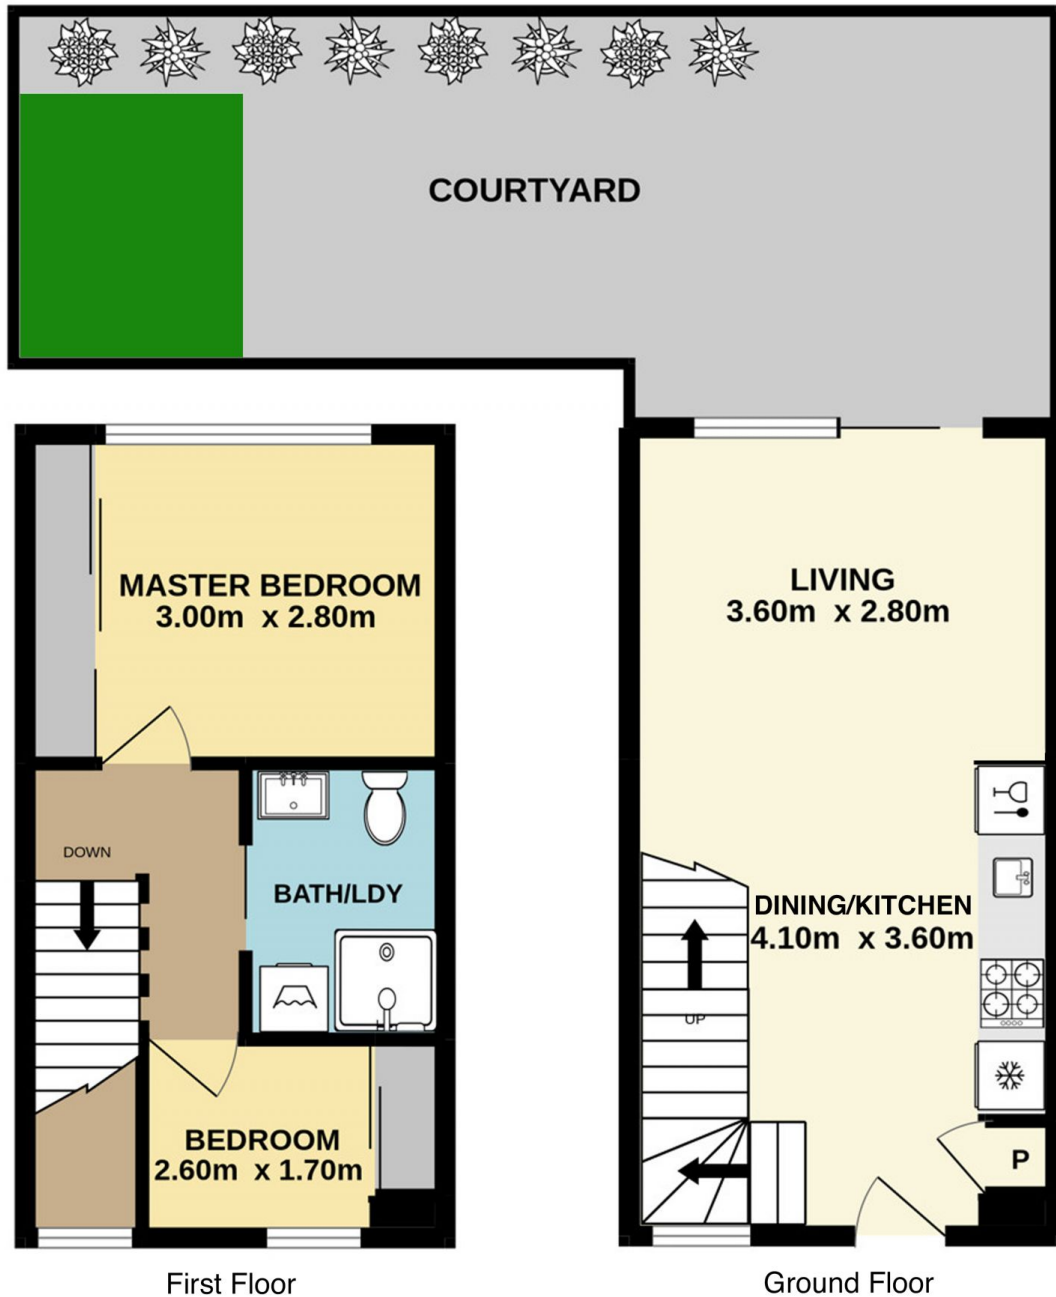 COURTYARD
MASTER BEDROOM
3.00m x 2.80m
DOWN
BATH/LDY
BEDROOM
2.60m x 1.70m
First Floor
LIVING
3.60m x 2.80m
DINING/KITCHEN
4.10m x 3.60m
UP
P
Ground Floor